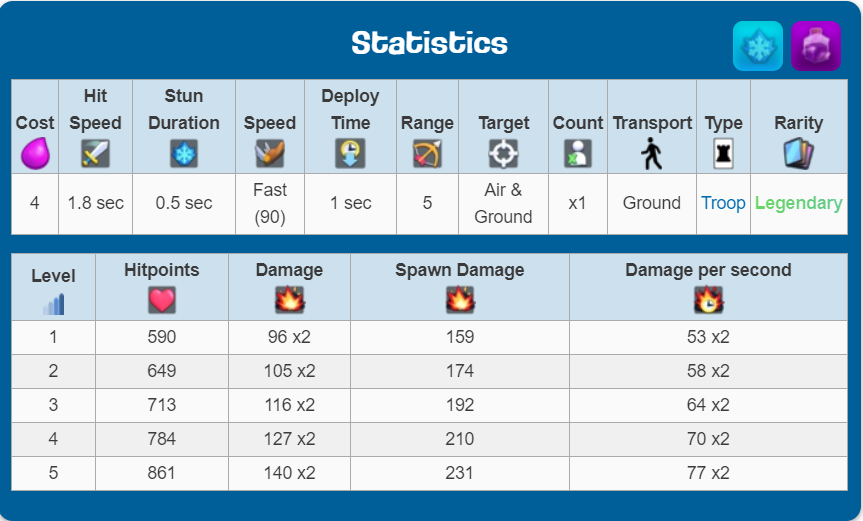 Statistics
Cost Hit Speed Stun Duration Speed Deploy Time Range Target Count Transport Type Rarity
4 1.8 sec 0.5 sec Fast (90) 1 sec 5 Air & Ground x1 Ground Troop Legendary
Level Hitpoints Damage Spawn Damage Damage per second
1 590 96 x2 159 53 x2
2 649 105 x2 174 58 x2
3 713 116 x2 192 64 x2
4 784 127 x2 210 70 x2
5 861 140 x2 231 77 x2